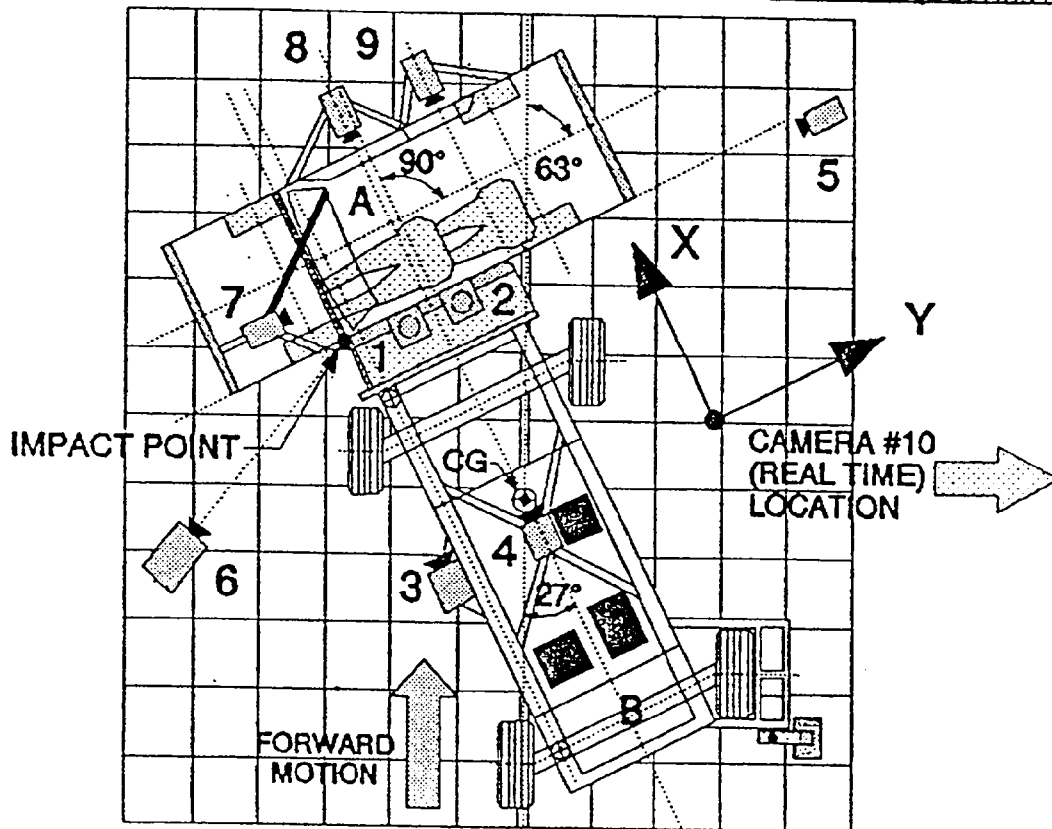 8
9
90°
63°
5
A
X
7
2
Y
1
IMPACT POINT
CAMERA #10
(REAL TIME)
LOCATION
CG
4
6
3
27°
B
FORWARD
MOTION